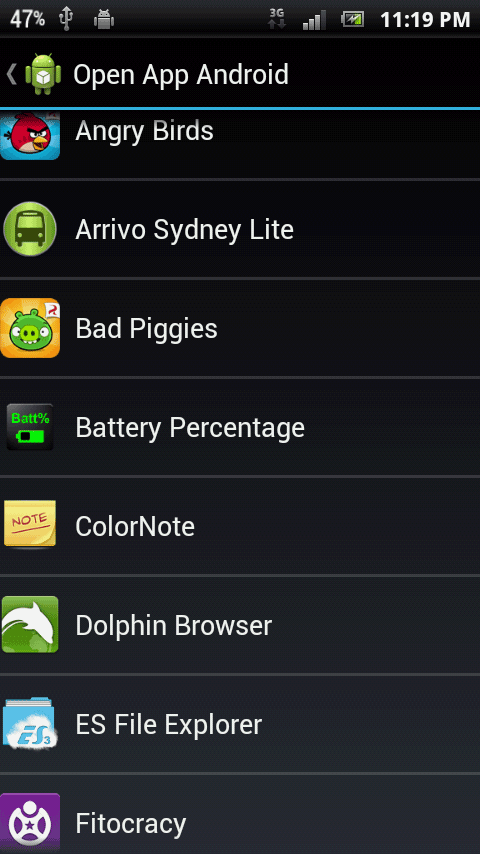 47% 3G 11:19 PM
Open App Android
Angry Birds
Arrivo Sydney Lite
Bad Piggies
Batt%
Battery Percentage
NOTE
ColorNote
Dolphin Browser
ES3
ES File Explorer
Fitocracy